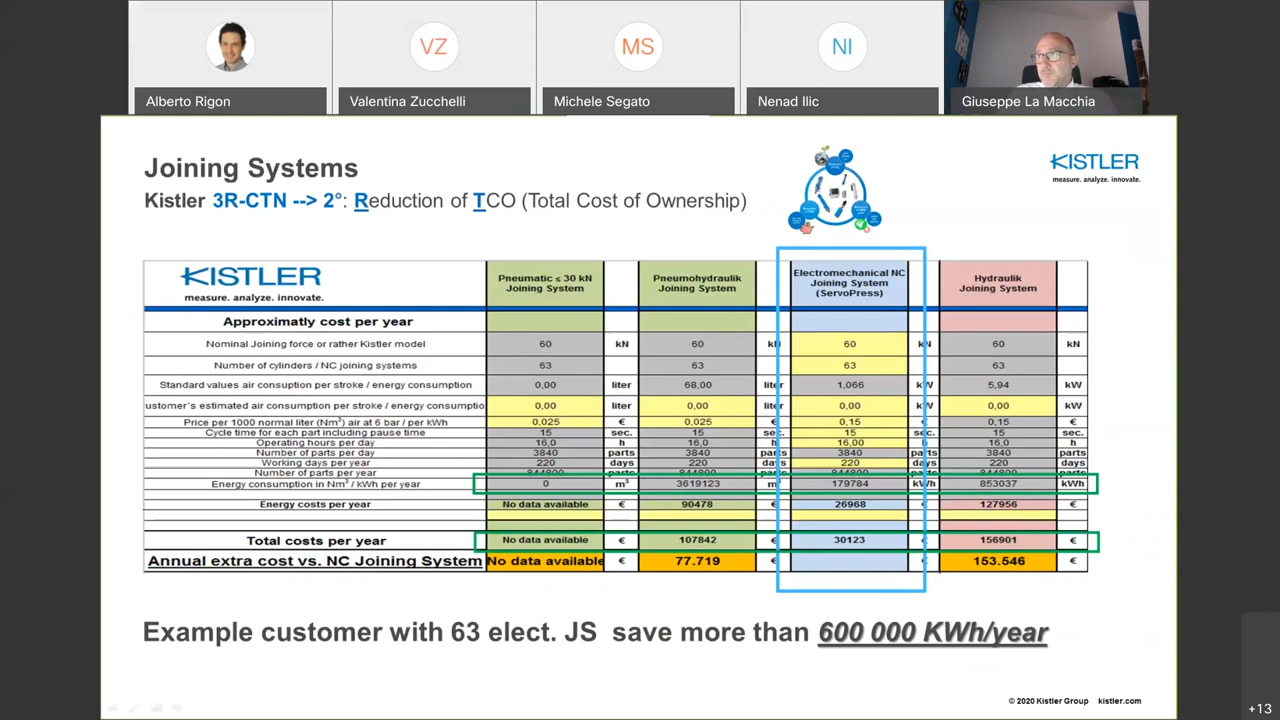 VZ
MS
NI
Alberto Rigon
Valentina Zucchelli
Michele Segato
Nenad Ilic
Giuseppe La Macchia
Joining Systems
KISTLER
measure. analyze. innovate.
Kistler 3R-CTN --> 2°: Reduction of TCO (Total Cost of Ownership)
KISTLER
measure. analyze. innovate.
Pneumatic ≤ 30 kN Joining System
Pneumohydraulik Joining System
Electromechanical NC Joining System (ServoPress)
Hydraulik Joining System
Approximatly cost per year
Nominal Joining force or rather Kistler model 60 kN 60 kN 60 kN 60 kN
Number of cylinders / NC joining systems 63 63 63 63
Standard values air consuption per stroke / energy consumption 0,00 liter 68,00 liter 1,066 kW 5,94 kW
ustomer's estimated air consumption per stroke / energy consumptio 0,00 liter 0,00 liter 0,00 kW 0,00 kW
Price per 1000 normal liter (Nm³) air at 6 bar / per kWh 0,025 € 0,025 € 0,15 € 0,15 €
Cycle time for each part including pause time 15 sec. 15 sec. 15 sec. 15 sec.
Operating hours per day 16,0 h 16,0 h 16,00 h 16,0 h
Number of parts per day 3840 parts 3840 parts 3840 parts 3840 parts
Working days per year 220 days 220 days 220 days 220 days
Number of parts per year 844800 parts 844800 parts 844800 parts 844800 parts
Energy consumption in Nm³ / kWh per year 0 m³ 3619123 m³ 179784 kWh 853037 kWh
Energy costs per year No data available € 90478 € 26968 € 127956 €
Total costs per year No data available € 107842 € 30123 € 156901 €
Annual extra cost vs. NC Joining System No data available € 77.719 € € 153.546 €
Example customer with 63 elect. JS save more than 600 000 KWh/year
© 2020 Kistler Group kistler.com
+13